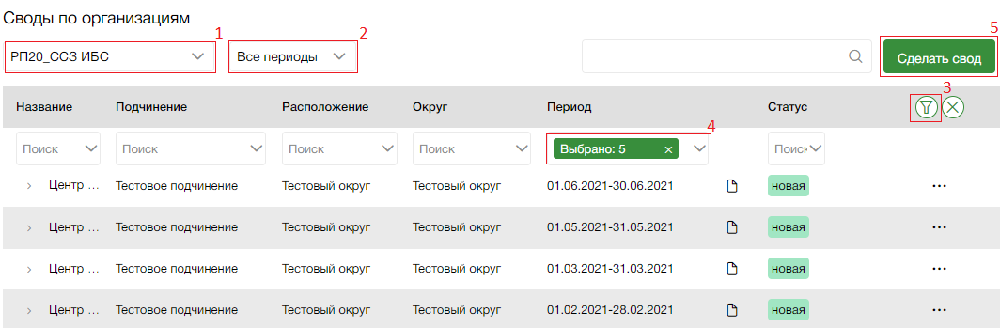 Своды по организациям
1 2 5
РП20_ССЗ ИБС Все периоды Сделать свод
3
Название Подчинение Расположение Округ Период Статус
4
Поиск Поиск Поиск Поиск Выбрано: 5 × Поиск
Центр ... Тестовое подчинение Тестовый округ Тестовый округ 01.06.2021-30.06.2021 новая ...
Центр ... Тестовое подчинение Тестовый округ Тестовый округ 01.05.2021-31.05.2021 новая ...
Центр ... Тестовое подчинение Тестовый округ Тестовый округ 01.03.2021-31.03.2021 новая ...
Центр ... Тестовое подчинение Тестовый округ Тестовый округ 01.02.2021-28.02.2021 новая ...